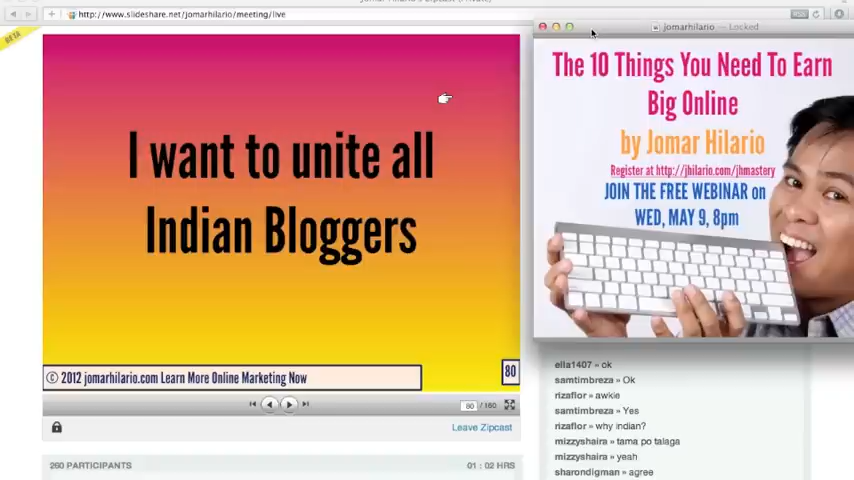 http://www.slideshare.net/jomarhilario/meeting/live
RSS
BETA
jomarhilario — Locked
I want to unite all
Indian Bloggers
© 2012 jomarhilario.com Learn More Online Marketing Now
80
80 / 160
Leave Zipcast
260 PARTICIPANTS
01 : 02 HRS
The 10 Things You Need To Earn
Big Online
by Jomar Hilario
Register at http://jhilario.com/jhmastery
JOIN THE FREE WEBINAR on
WED, MAY 9, 8pm
ella1407 » ok
samtimbreza » Ok
rizaflor » awkie
samtimbreza » Yes
rizaflor » why indian?
mizzyshaira » tama po talaga
mizzyshaira » yeah
sharondigman » agree